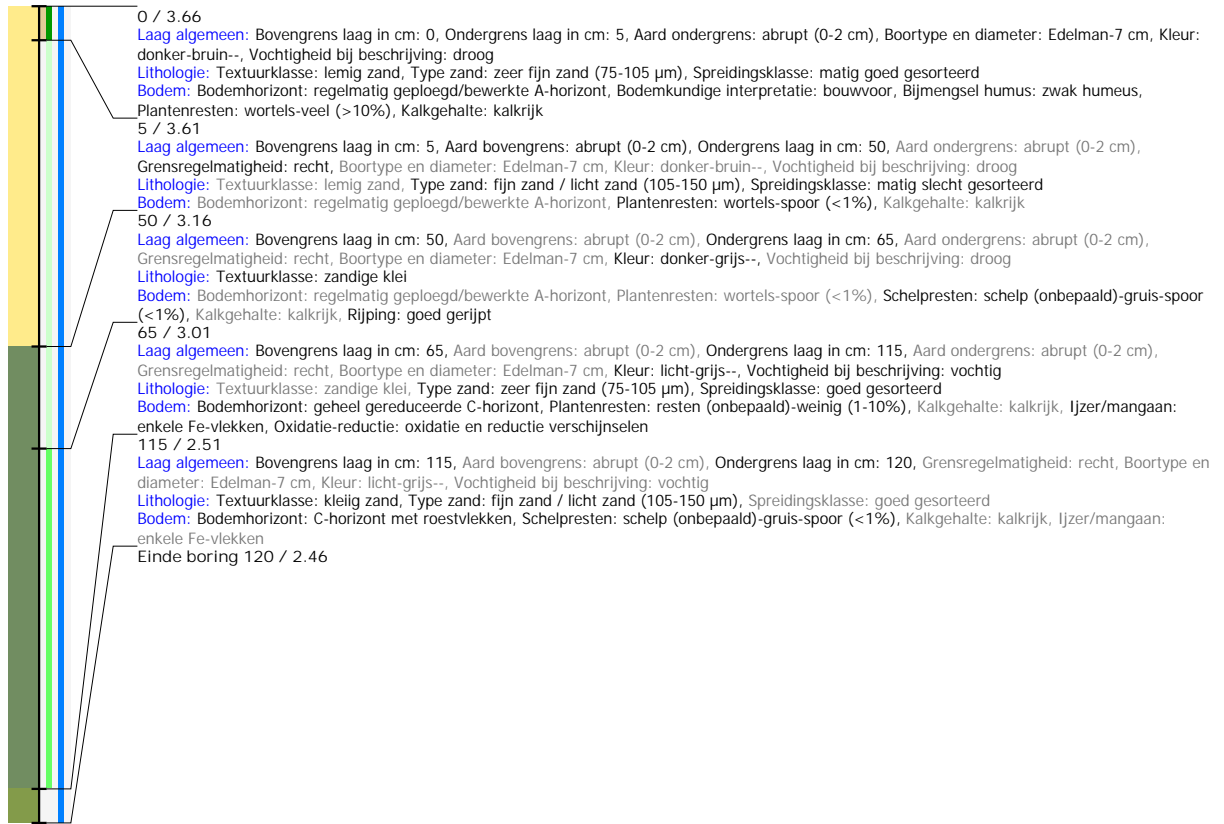 0 / 3.66
Laag algemeen: Bovengrens laag in cm: 0, Ondergrens laag in cm: 5, Aard ondergrens: abrupt (0-2 cm), Boortype en diameter: Edelman-7 cm, Kleur:
donker-bruin--, Vochtigheid bij beschrijving: droog
Lithologie: Textuurklasse: lemig zand, Type zand: zeer fijn zand (75-105 µm), Spreidingsklasse: matig goed gesorteerd
Bodem: Bodemhorizont: regelmatig geploegd/bewerkte A-horizont, Bodemkundige interpretatie: bouwvoor, Bijmengsel humus: zwak humeus,
Plantenresten: wortels-veel (>10%), Kalkgehalte: kalkrijk
5 / 3.61
Laag algemeen: Bovengrens laag in cm: 5, Aard bovengrens: abrupt (0-2 cm), Ondergrens laag in cm: 50, Aard ondergrens: abrupt (0-2 cm),
Grensregelmatigheid: recht, Boortype en diameter: Edelman-7 cm, Kleur: donker-bruin--, Vochtigheid bij beschrijving: droog
Lithologie: Textuurklasse: lemig zand, Type zand: fijn zand / licht zand (105-150 µm), Spreidingsklasse: matig slecht gesorteerd
Bodem: Bodemhorizont: regelmatig geploegd/bewerkte A-horizont, Plantenresten: wortels-spoor (<1%), Kalkgehalte: kalkrijk
50 / 3.16
Laag algemeen: Bovengrens laag in cm: 50, Aard bovengrens: abrupt (0-2 cm), Ondergrens laag in cm: 65, Aard ondergrens: abrupt (0-2 cm),
Grensregelmatigheid: recht, Boortype en diameter: Edelman-7 cm, Kleur: donker-grijs--, Vochtigheid bij beschrijving: droog
Lithologie: Textuurklasse: zandige klei
Bodem: Bodemhorizont: regelmatig geploegd/bewerkte A-horizont, Plantenresten: wortels-spoor (<1%), Schelpresten: schelp (onbepaald)-gruis-spoor
(<1%), Kalkgehalte: kalkrijk, Rijping: goed gerijpt
65 / 3.01
Laag algemeen: Bovengrens laag in cm: 65, Aard bovengrens: abrupt (0-2 cm), Ondergrens laag in cm: 115, Aard ondergrens: abrupt (0-2 cm),
Grensregelmatigheid: recht, Boortype en diameter: Edelman-7 cm, Kleur: licht-grijs--, Vochtigheid bij beschrijving: vochtig
Lithologie: Textuurklasse: zandige klei, Type zand: zeer fijn zand (75-105 µm), Spreidingsklasse: goed gesorteerd
Bodem: Bodemhorizont: geheel gereduceerde C-horizont, Plantenresten: resten (onbepaald)-weinig (1-10%), Kalkgehalte: kalkrijk, Ijzer/mangaan:
enkele Fe-vlekken, Oxidatie-reductie: oxidatie en reductie verschijnselen
115 / 2.51
Laag algemeen: Bovengrens laag in cm: 115, Aard bovengrens: abrupt (0-2 cm), Ondergrens laag in cm: 120, Grensregelmatigheid: recht, Boortype en
diameter: Edelman-7 cm, Kleur: licht-grijs--, Vochtigheid bij beschrijving: vochtig
Lithologie: Textuurklasse: kleiig zand, Type zand: fijn zand / licht zand (105-150 µm), Spreidingsklasse: goed gesorteerd
Bodem: Bodemhorizont: C-horizont met roestvlekken, Schelpresten: schelp (onbepaald)-gruis-spoor (<1%), Kalkgehalte: kalkrijk, Ijzer/mangaan:
enkele Fe-vlekken
Einde boring 120 / 2.46